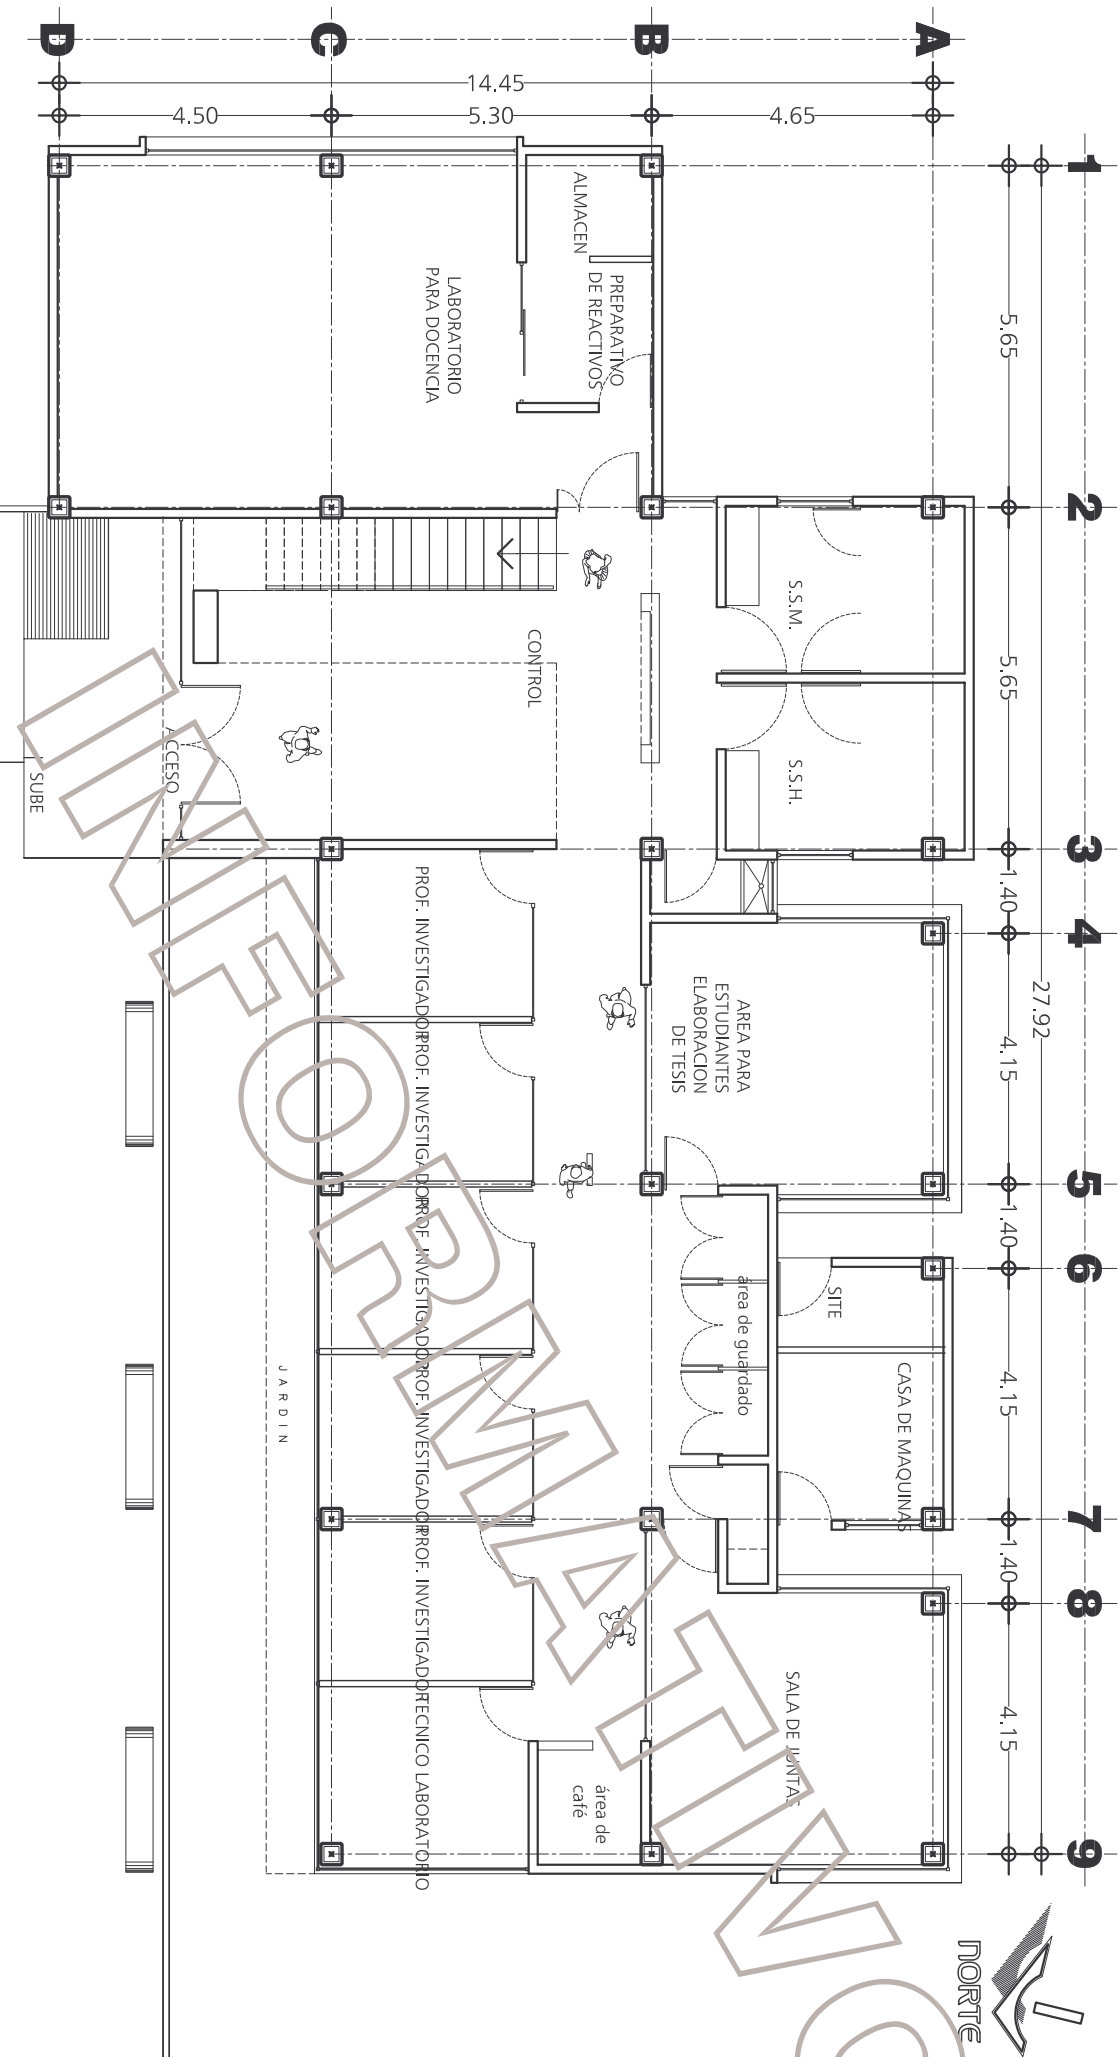 A
B
C
D
14.45
4.65
5.30
4.50
1
2
3
4
5
6
7
8
9
27.92
5.65
5.65
1.40
4.15
1.40
4.15
1.40
4.15
ALMACEN
PREPARATIVO
DE REACTIVOS
LABORATORIO
PARA DOCENCIA
S.S.M.
S.S.H.
CONTROL
ACCESO
SUBE
AREA PARA
ESTUDIANTES
ELABORACION
DE TESIS
SITE
CASA DE MAQUINAS
área de guardado
SALA DE JUNTAS
área de
café
PROF. INVESTIGADOR
PROF. INVESTIGADOR
PROF. INVESTIGADOR
PROF. INVESTIGADOR
PROF. INVESTIGADOR
TECNICO LABORATORIO
JARDIN
NORTE
INFORMATIVO